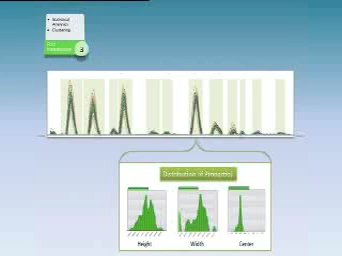 Statistical
Analysis
Clustering
3
Distribution of Parameters
Height
Width
Center